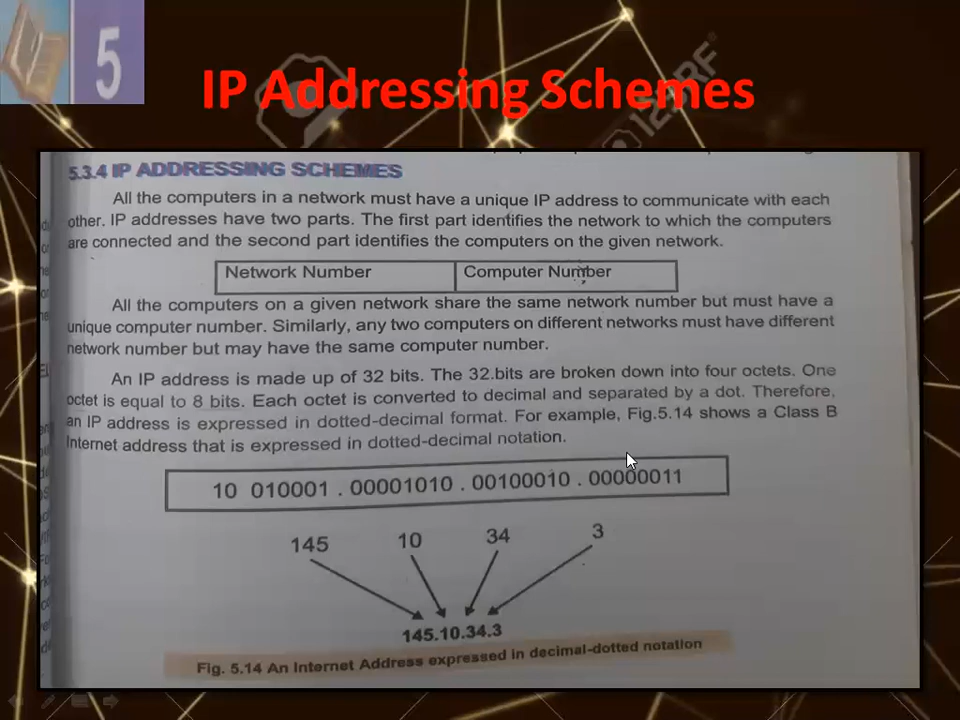 5
IP Addressing Schemes
123RF
5.3.4 IP ADDRESSING SCHEMES
All the computers in a network must have a unique IP address to communicate with each
other. IP addresses have two parts. The first part identifies the network to which the computers
are connected and the second part identifies the computers on the given network.
Network Number Computer Number
All the computers on a given network share the same network number but must have a
unique computer number. Similarly, any two computers on different networks must have different
network number but may have the same computer number.
An IP address is made up of 32 bits. The 32.bits are broken down into four octets. One
octet is equal to 8 bits. Each octet is converted to decimal and separated by a dot. Therefore,
an IP address is expressed in dotted-decimal format. For example, Fig.5.14 shows a Class B
Internet address that is expressed in dotted-decimal notation.
10 010001 . 00001010 . 00100010 . 00000011
145 10 34 3
145.10.34.3
Fig. 5.14 An Internet Address expressed in decimal-dotted notation